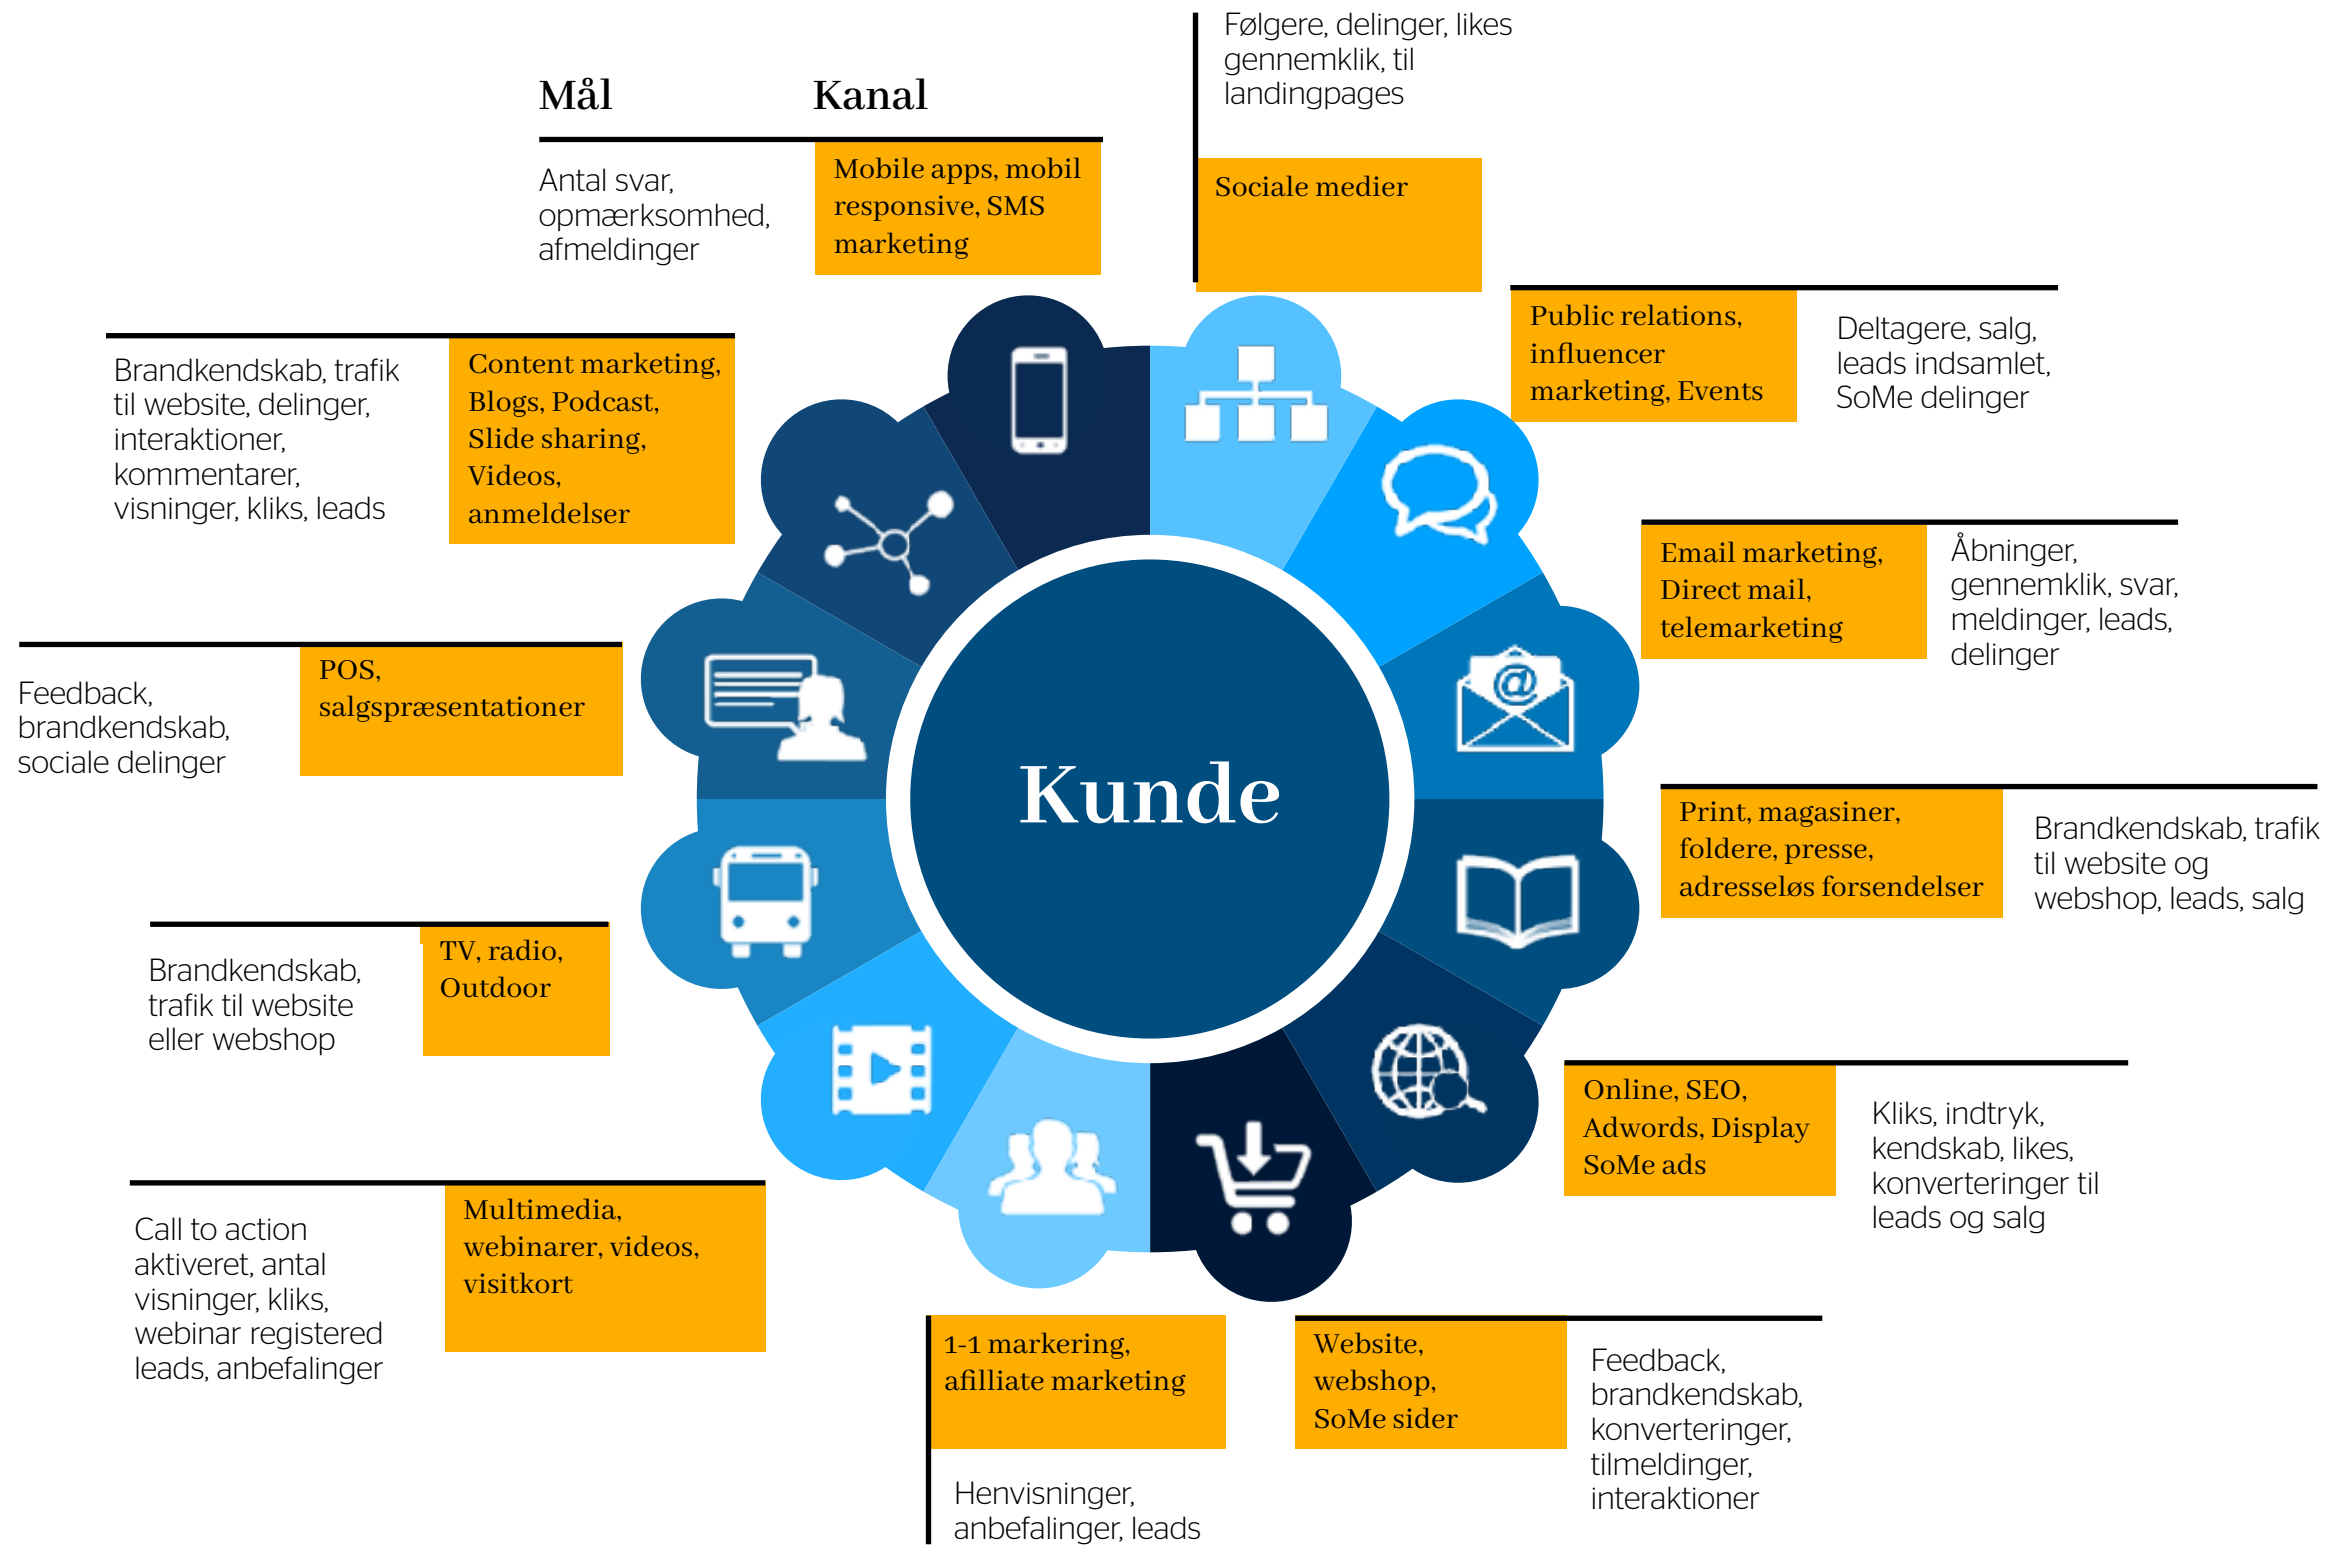 Mål
Kanal
Antal svar,
opmærksomhed,
afmeldinger
Mobile apps, mobil
responsive, SMS
marketing
Følgere, delinger, likes
gennemklik, til
landingpages
Sociale medier
Public relations,
influencer
marketing, Events
Deltagere, salg,
leads indsamlet,
SoMe delinger
Email marketing,
Direct mail,
telemarketing
Åbninger,
gennemklik, svar,
meldinger, leads,
delinger
Print, magasiner,
foldere, presse,
adresseløs forsendelser
Brandkendskab, trafik
til website og
webshop, leads, salg
Online, SEO,
Adwords, Display
SoMe ads
Kliks, indtryk,
kendskab, likes,
konverteringer til
leads og salg
Website,
webshop,
SoMe sider
Feedback,
brandkendskab,
konverteringer,
tilmeldinger,
interaktioner
1-1 markering,
afilliate marketing
Henvisninger,
anbefalinger, leads
Multimedia,
webinarer, videos,
visitkort
Call to action
aktiveret, antal
visninger, kliks,
webinar registered
leads, anbefalinger
TV, radio,
Outdoor
Brandkendskab,
trafik til website
eller webshop
POS,
salgspræsentationer
Feedback,
brandkendskab,
sociale delinger
Content marketing,
Blogs, Podcast,
Slide sharing,
Videos,
anmeldelser
Brandkendskab, trafik
til website, delinger,
interaktioner,
kommentarer,
visninger, kliks, leads
@
Kunde